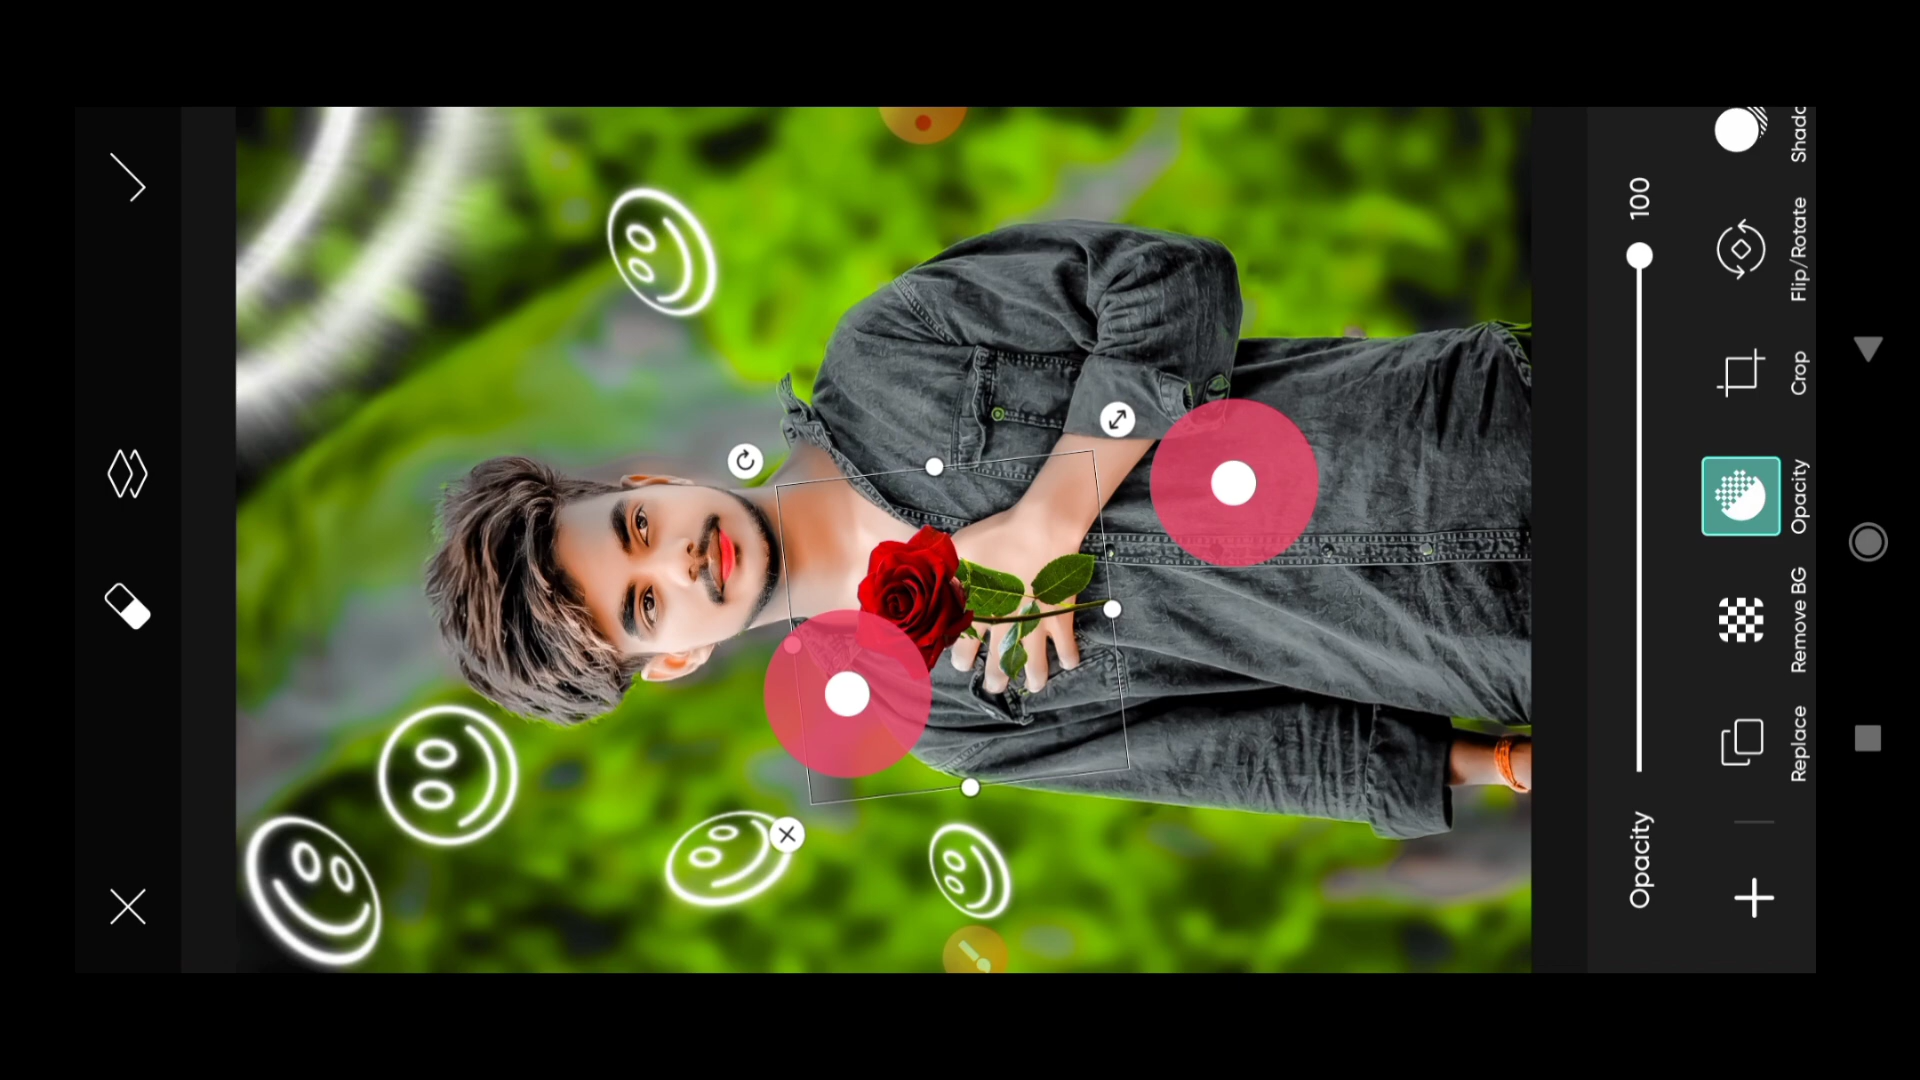 Opacity
100
Replace
Remove BG
Opacity
Crop
Flip/Rotate
Shado